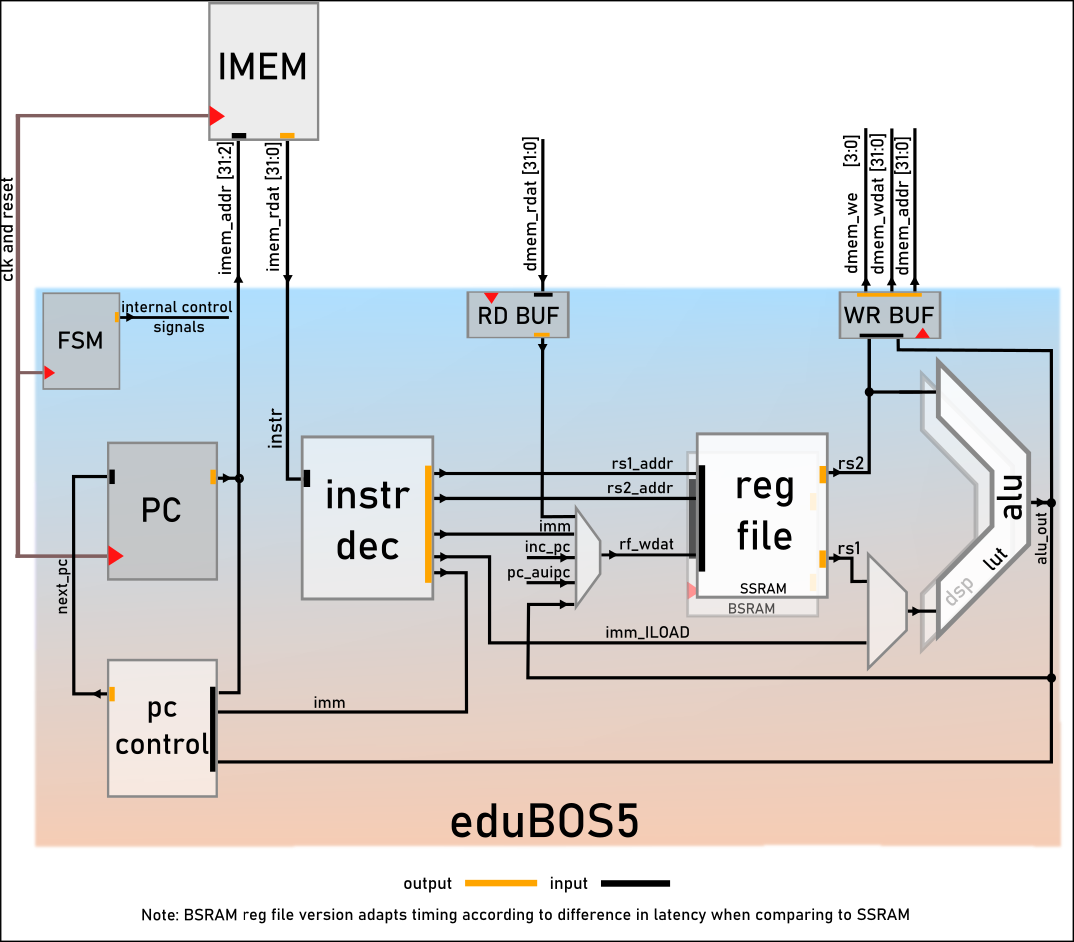 IMEM
clk and reset
imem_addr [31:2]
imem_rdat [31:0]
dmem_rdat [31:0]
dmem_we [3:0]
dmem_wdat [31:0]
dmem_addr [31:0]
FSM
internal control
signals
RD BUF
WR BUF
instr
PC
instr
dec
rs1_addr
rs2_addr
imm
inc_pc
pc_auipc
rf_wdat
reg
file
SSRAM
BSRAM
rs2
rs1
alu
lut
dsp
alu_out
next_pc
imm_ILOAD
imm
pc
control
eduBOS5
output
input
Note: BSRAM reg file version adapts timing according to difference in latency when comparing to SSRAM